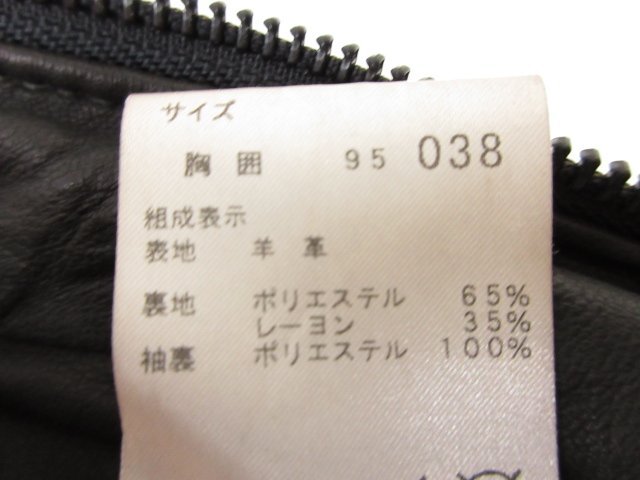 サイズ
胸囲 95 038
組成表示
表地 羊革
裏地 ポリエステル 65%
レーヨン 35%
袖裏 ポリエステル 100%